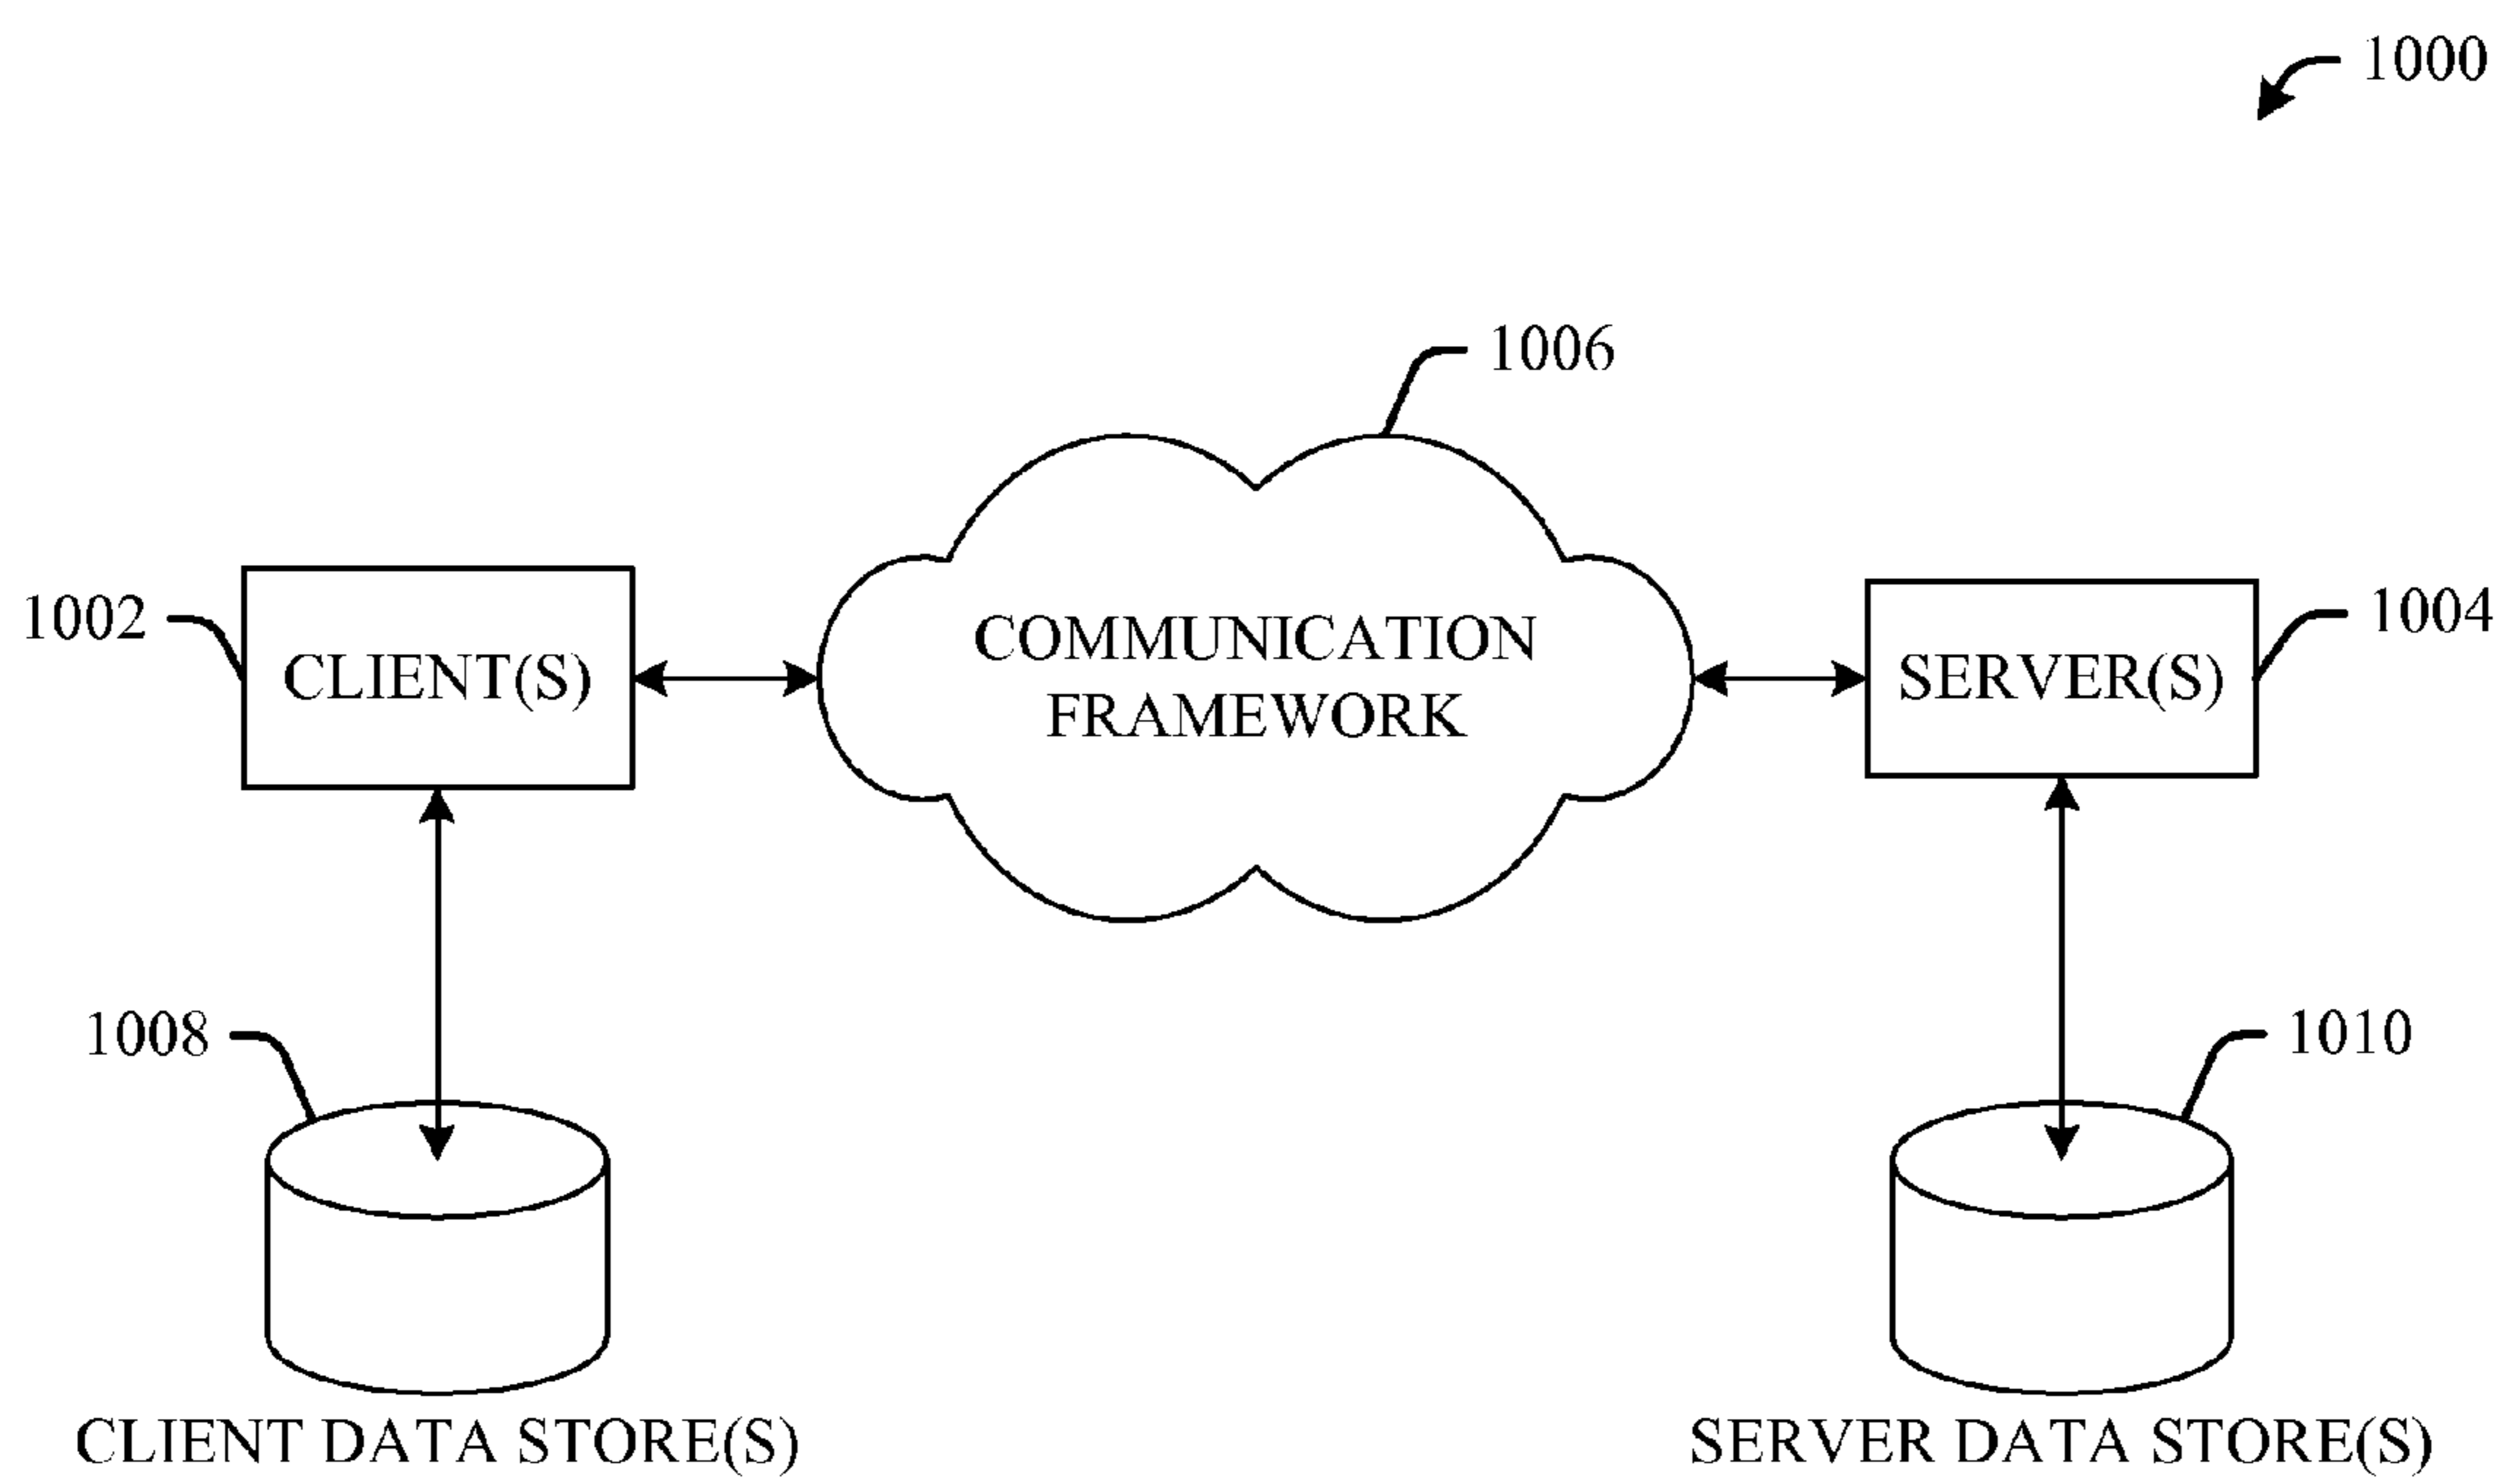 1000
1006
1002
CLIENT(S)
COMMUNICATION
FRAMEWORK
SERVER(S)
1004
1008
1010
CLIENT DATA STORE(S)
SERVER DATA STORE(S)